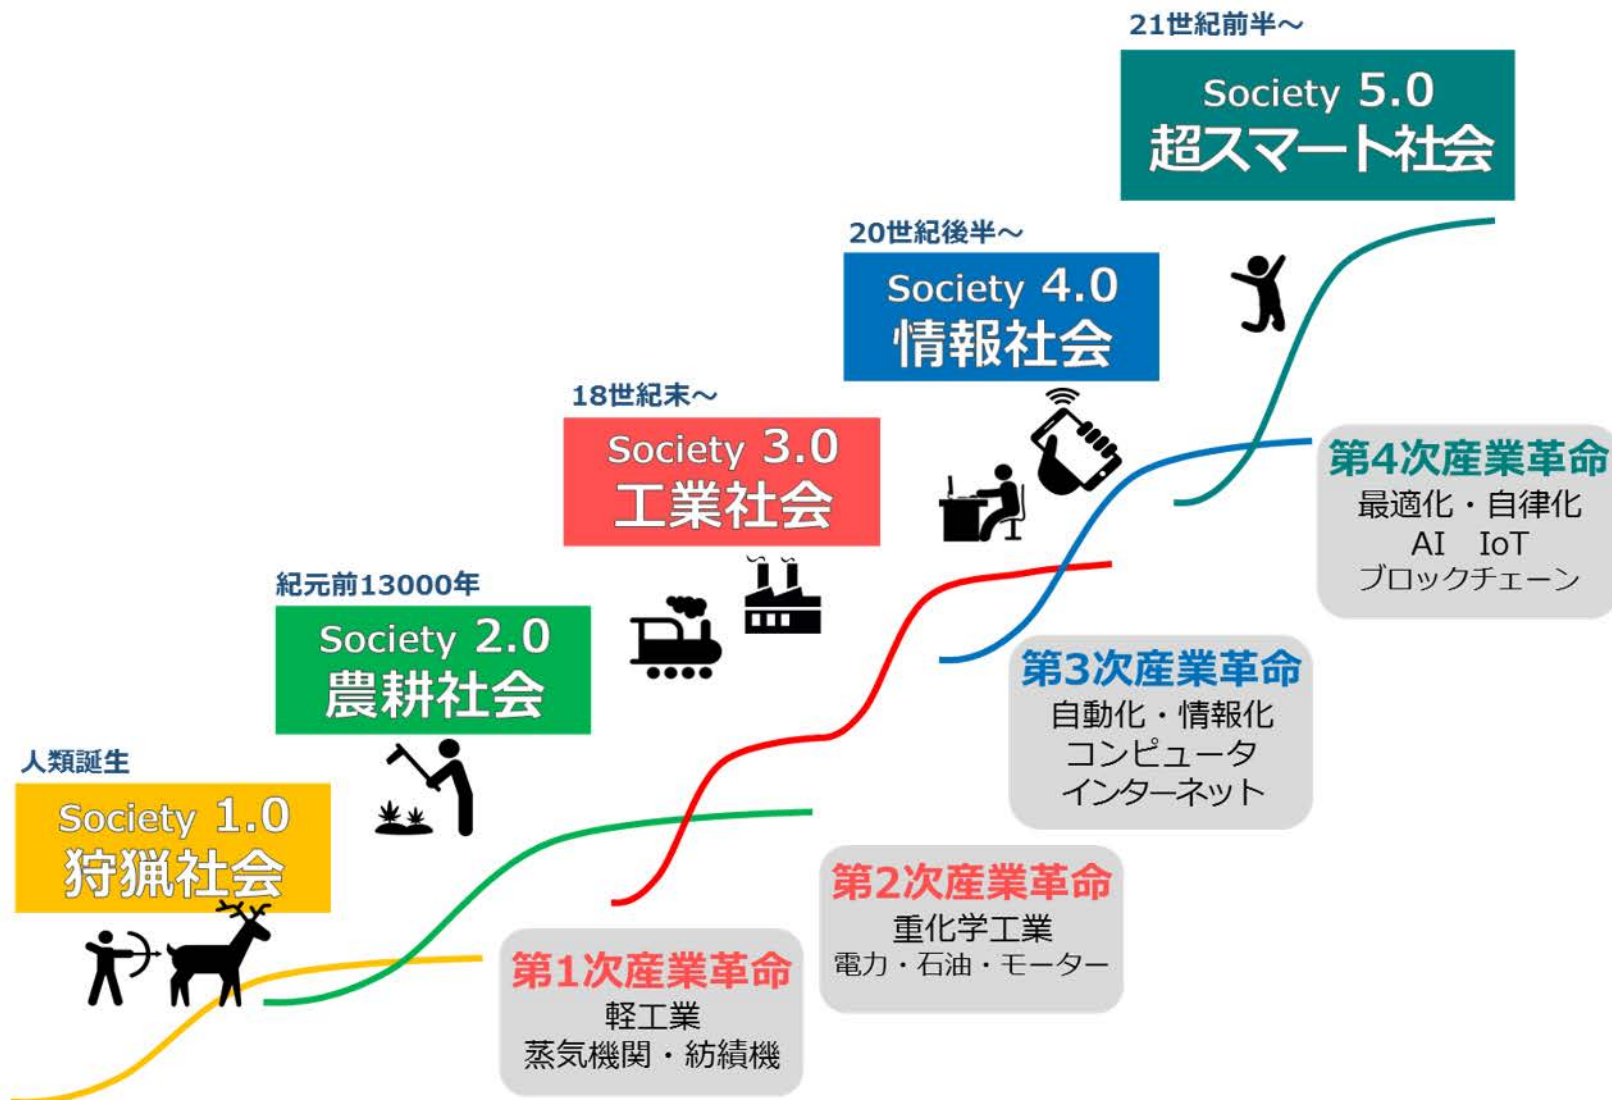 21世紀前半～
Society 5.0
超スマート社会
20世紀後半～
Society 4.0
情報社会
18世紀末～
Society 3.0
工業社会
紀元前13000年
Society 2.0
農耕社会
人類誕生
Society 1.0
狩猟社会
第1次産業革命
軽工業
蒸気機関・紡績機
第2次産業革命
重化学工業
電力・石油・モーター
第3次産業革命
自動化・情報化
コンピュータ
インターネット
第4次産業革命
最適化・自律化
AI　IoT
ブロックチェーン